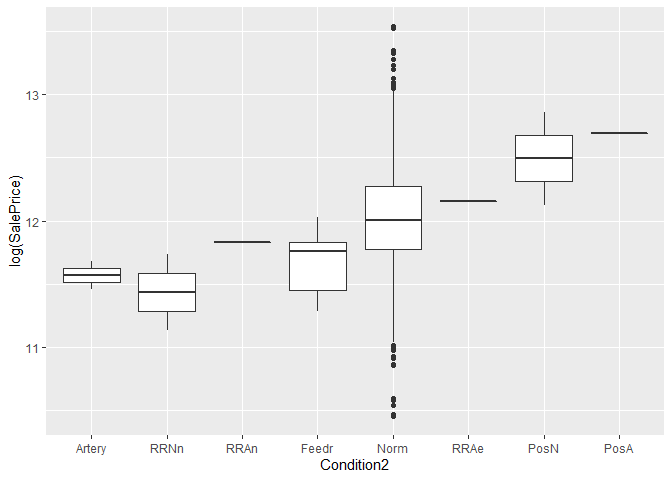 log(SalePrice)
13
12
11
Artery RRNn RRAn Feedr Norm RRAe PosN PosA
Condition2